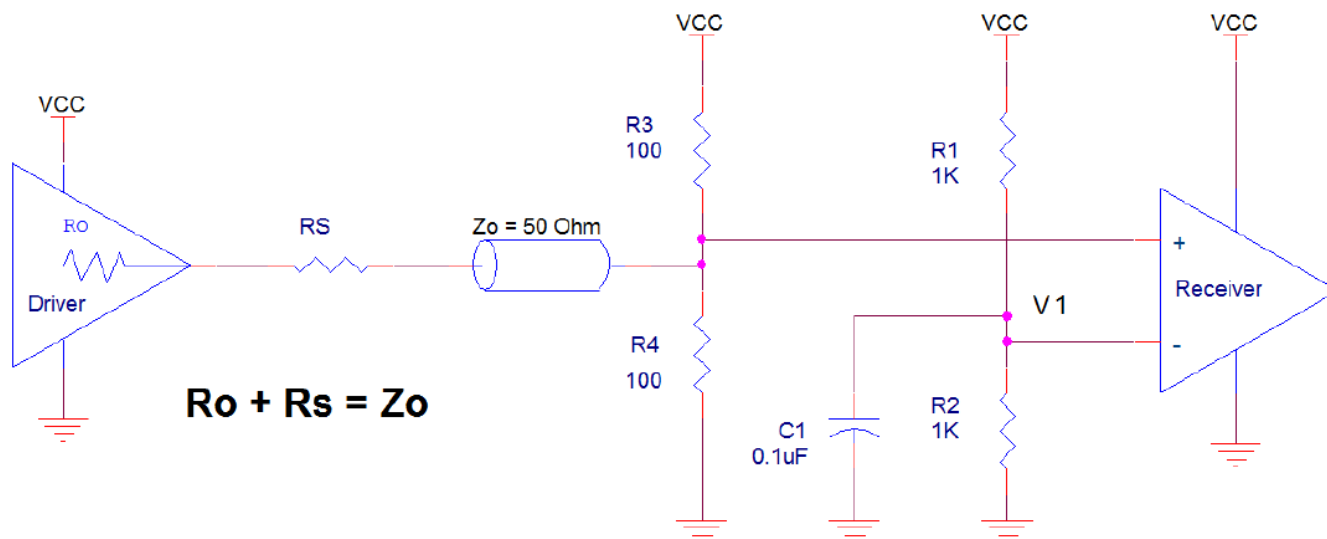 VCC
VCC
VCC
VCC
R3
100
R1
1K
RO
RS
Zo = 50 Ohm
+
Driver
Receiver
V1
-
R4
100
Ro + Rs = Zo
R2
1K
C1
0.1uF